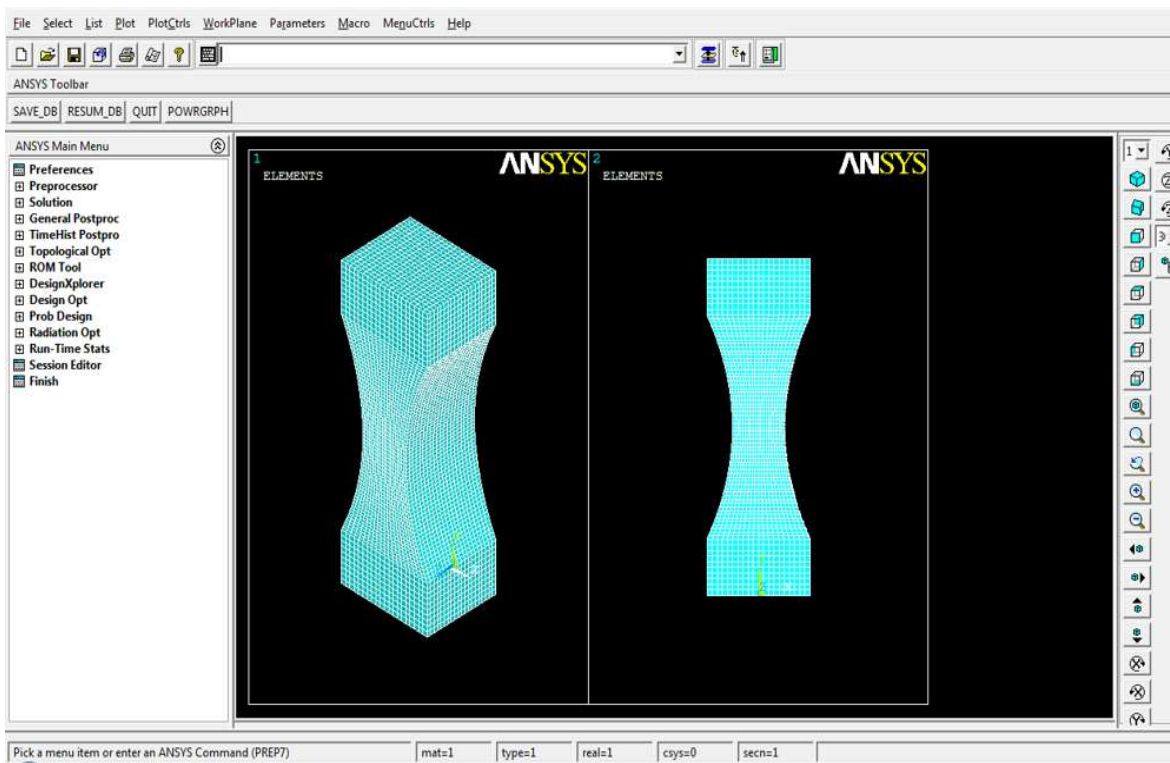 File Select List Plot PlotCtrls WorkPlane Parameters Macro MenuCtrls Help
ANSYS Toolbar
SAVE_DB RESUM_DB QUIT POWRGRPH
ANSYS Main Menu
Preferences
Preprocessor
Solution
General Postproc
TimeHist Postpro
Topological Opt
ROM Tool
DesignXplorer
Design Opt
Prob Design
Radiation Opt
Run-Time Stats
Session Editor
Finish
1
ELEMENTS
ANSYS
2
ELEMENTS
ANSYS
1
Pick a menu item or enter an ANSYS Command (PREP7) mat=1 type=1 real=1 csys=0 secn=1